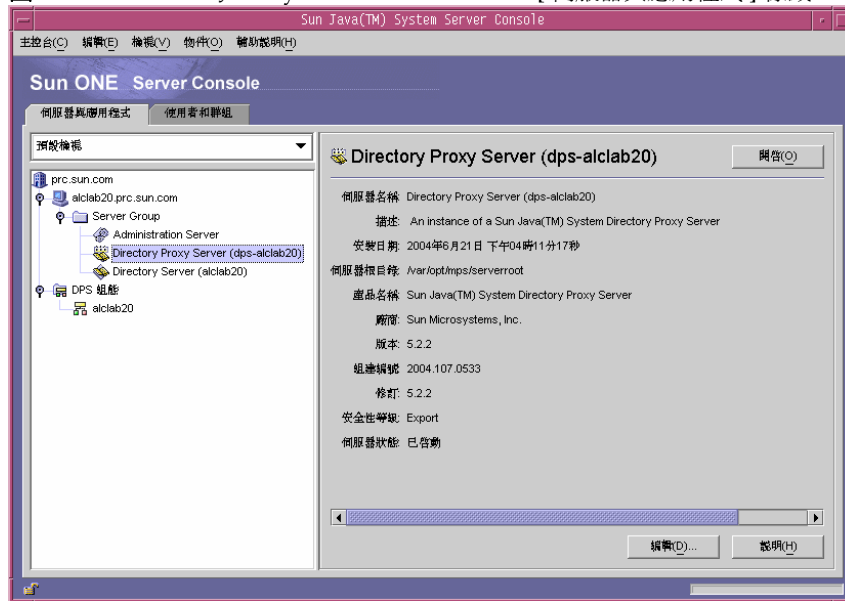 Sun Java(TM) System Server Console
主控台(C) 編輯(E) 檢視(V) 物件(O) 輔助說明(H)
Sun ONE Server Console
伺服器與應用程式 使用者和群組
預設檢視
prc.sun.com
alclab20.prc.sun.com
Server Group
Administration Server
Directory Proxy Server (dps-alclab20)
Directory Server (alclab20)
DPS 組態
alclab20
Directory Proxy Server (dps-alclab20) 開啓(O)
伺服器名稱: Directory Proxy Server (dps-alclab20)
描述: An instance of a Sun Java(TM) System Directory Proxy Server
安裝日期: 2004年6月21日 下午04時11分17秒
伺服器根目錄: /var/opt/mps/serverroot
產品名稱: Sun Java(TM) System Directory Proxy Server
廠商: Sun Microsystems, Inc.
版本: 5.2.2
組建編號: 2004.107.0533
修訂: 5.2.2
安全性等級: Export
伺服器狀態: 已啓動
編輯(D)... 說明(H)